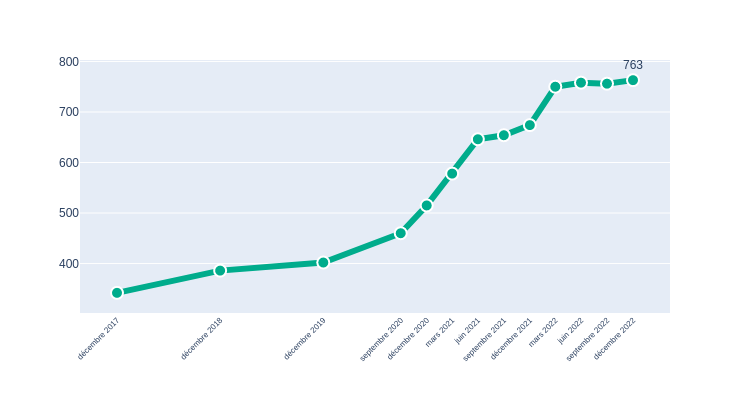 763
800
700
600
500
400
décembre 2017
décembre 2018
décembre 2019
septembre 2020
décembre 2020
mars 2021
juin 2021
septembre 2021
décembre 2021
mars 2022
juin 2022
septembre 2022
décembre 2022